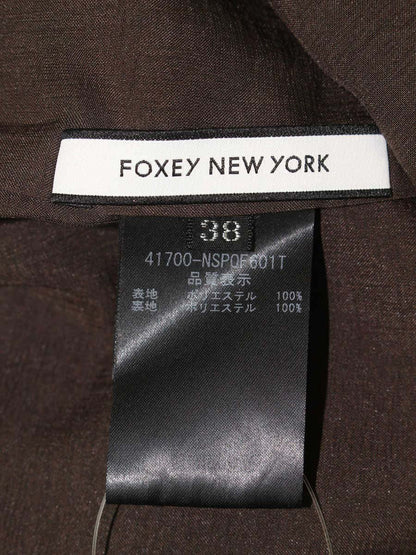 FOXEY NEW YORK
38
41700-NSPOF601T
品質表示
表地 ポリエステル 100%
裏地 ポリエステル 100%